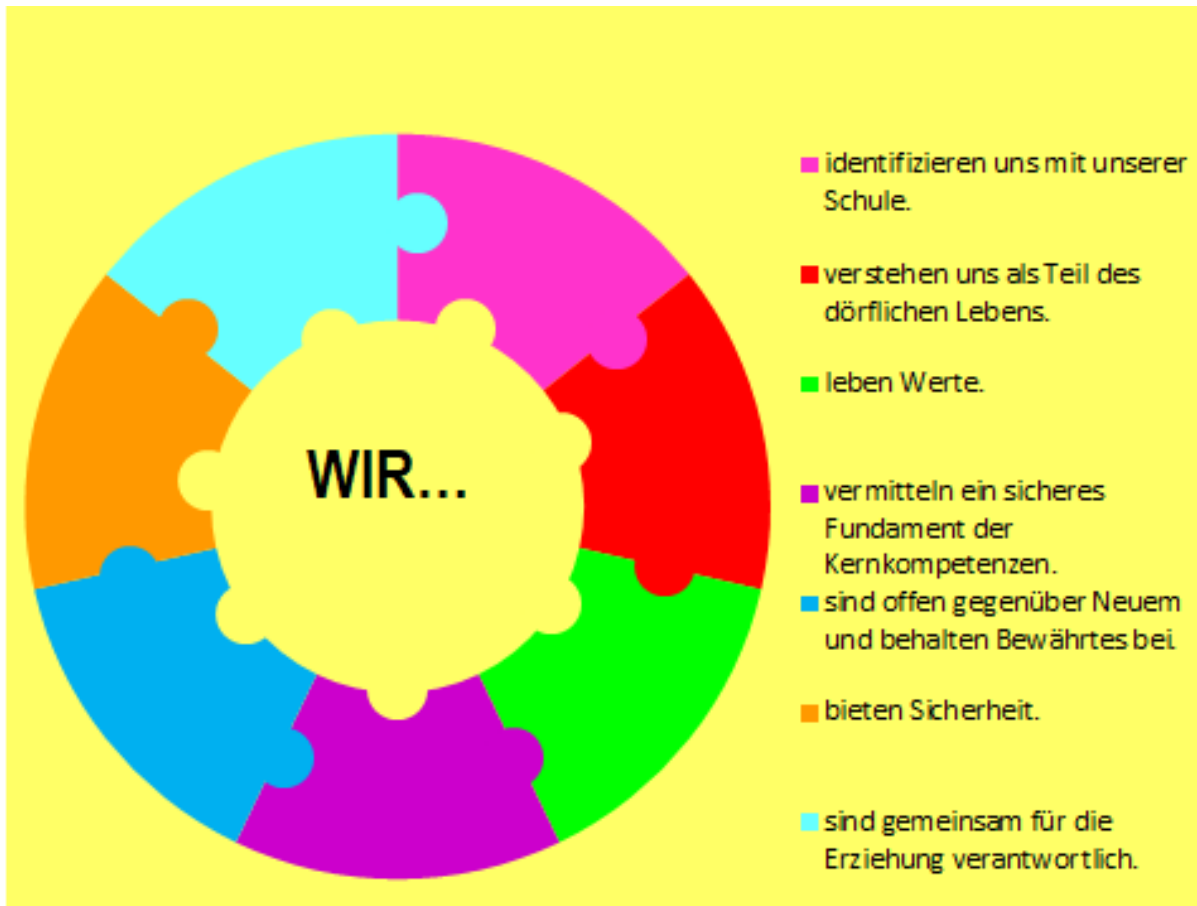 WIR...
identifizieren uns mit unserer
Schule.
verstehen uns als Teil des
dörflichen Lebens.
leben Werte.
vermitteln ein sicheres
Fundament der
Kernkompetenzen.
sind offen gegenüber Neuem
und behalten Bewährtes bei.
bieten Sicherheit.
sind gemeinsam für die
Erziehung verantwortlich.